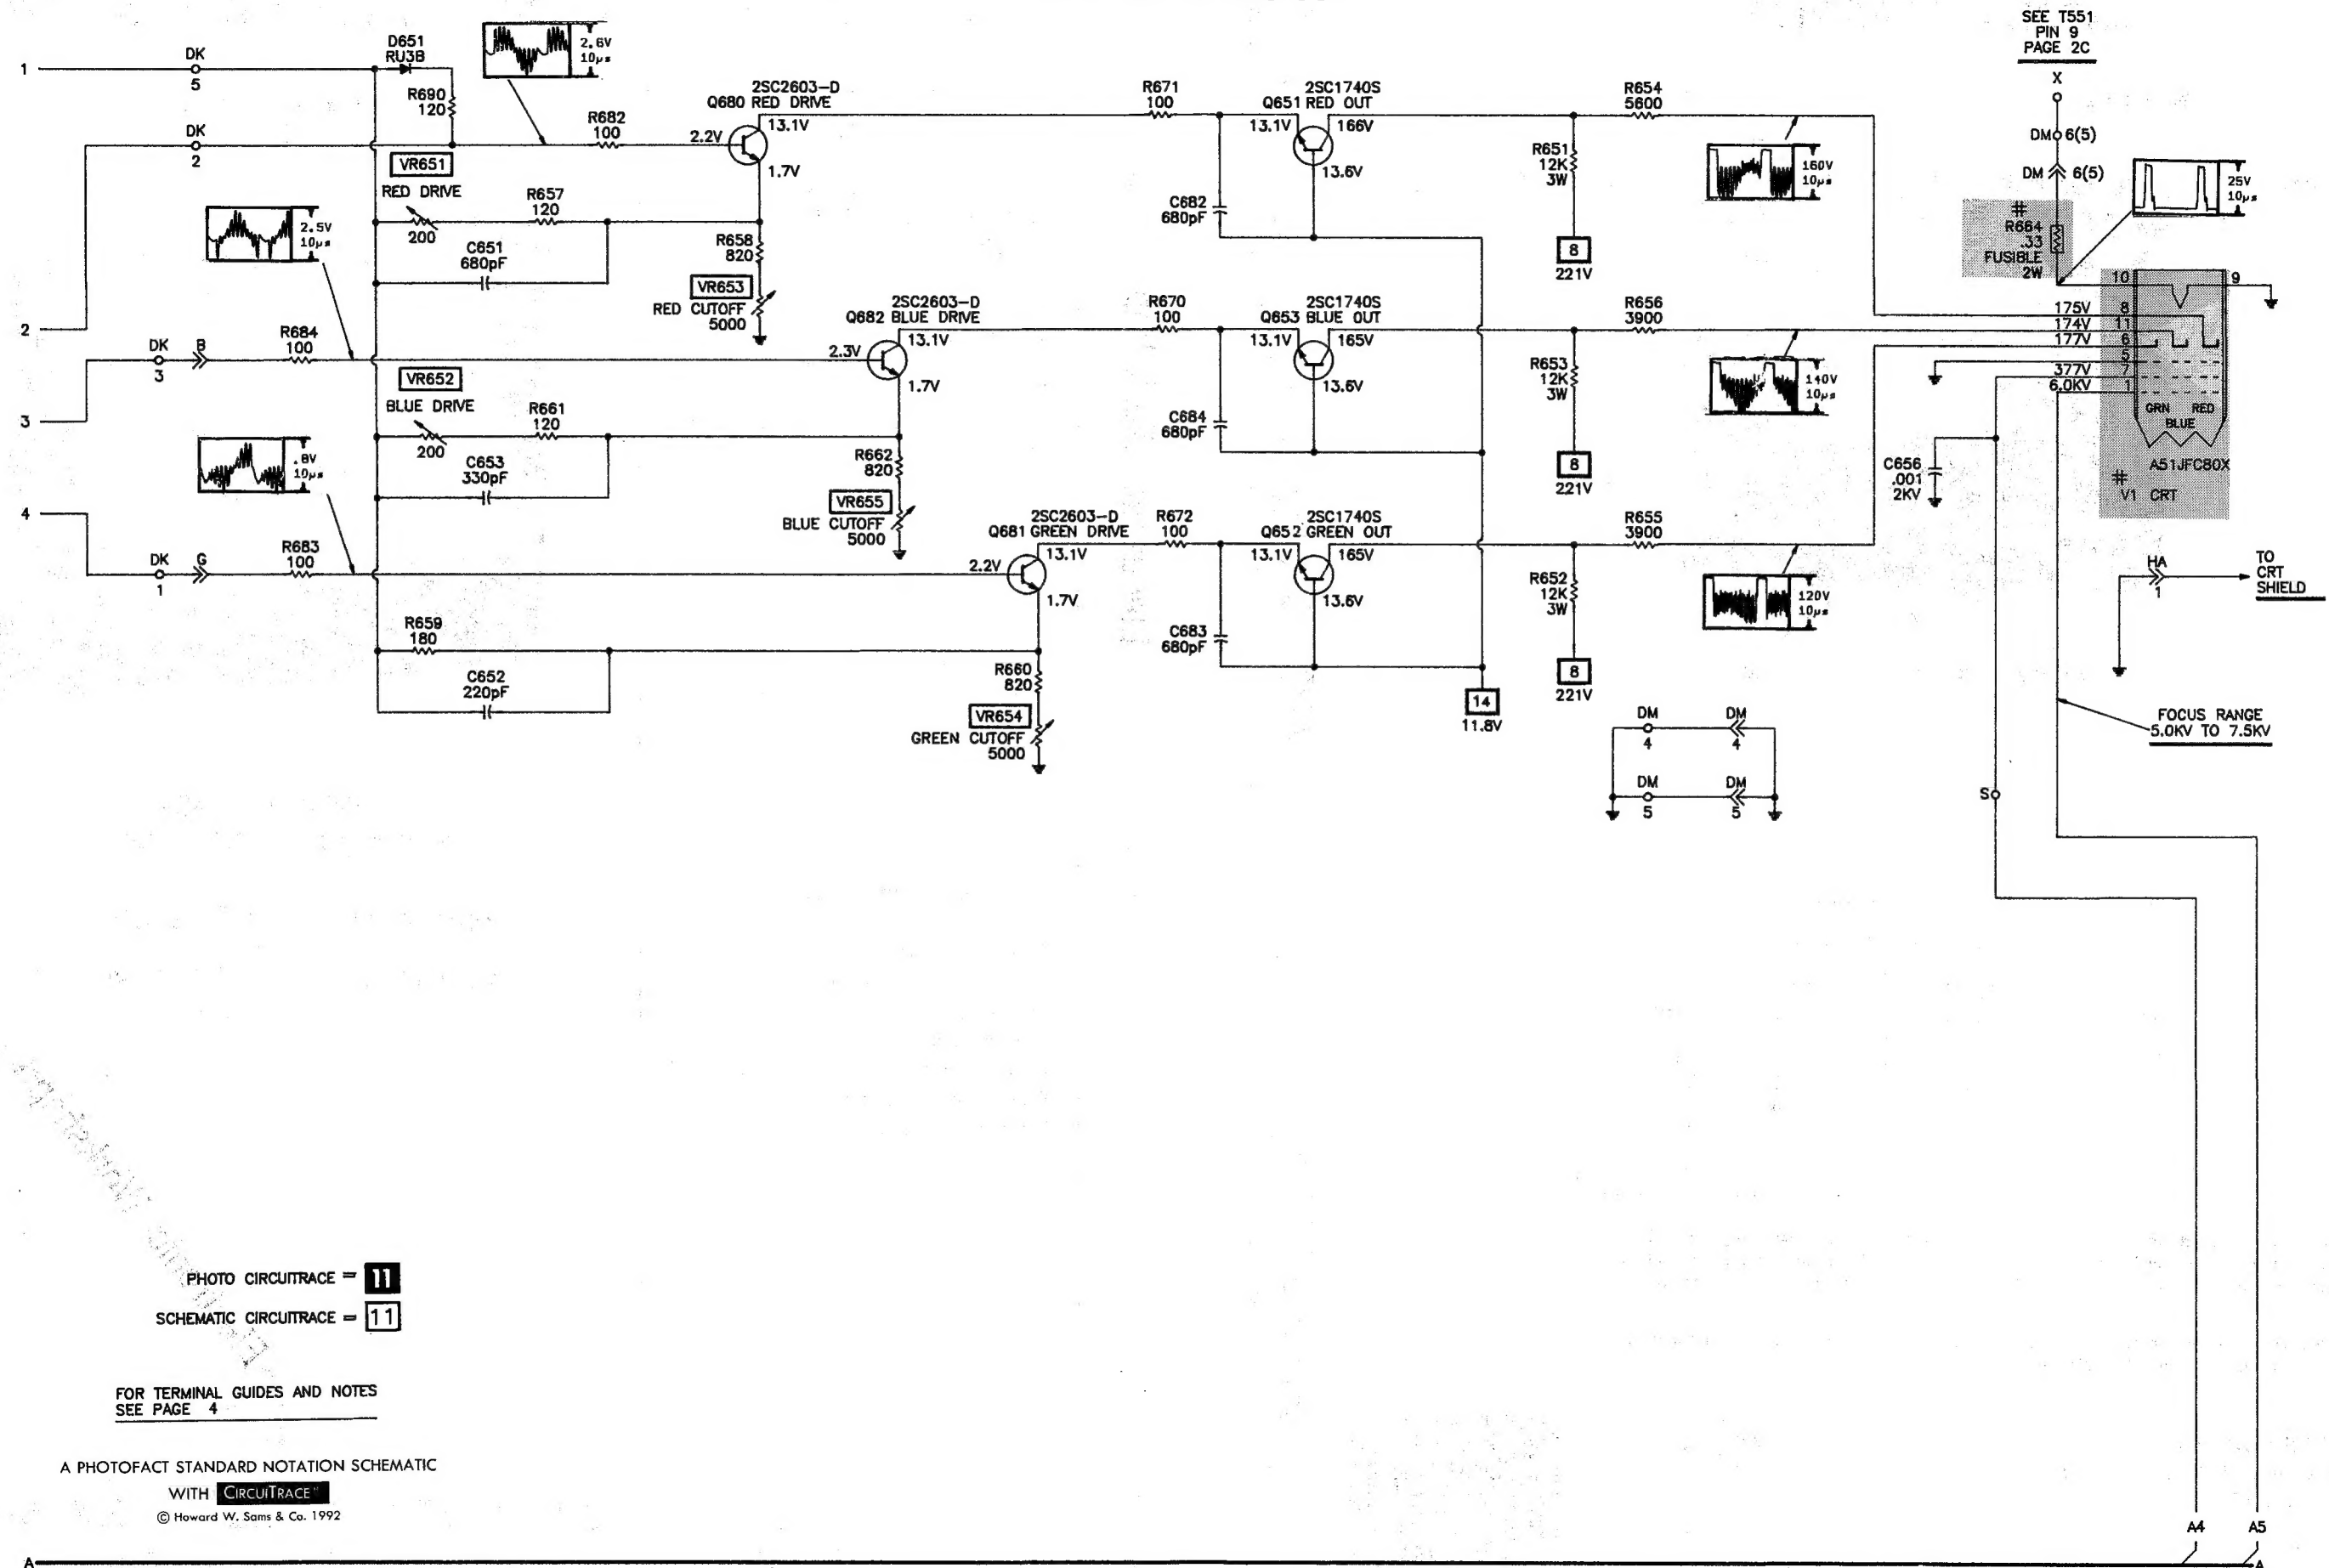 SEE T551
PIN 9
PAGE 2C
X
DM 6(5)
DM 6(5)
25V
10µs
#
R664
.33
FUSIBLE
2W
1
DK
5
D651
RU3B
R690
120
2.6V
10µs
DK
2
R682
100
2.2V
2SC2603-D
Q680 RED DRIVE
13.1V
1.7V
R671
100
2SC1740S
Q651 RED OUT
13.1V
166V
13.6V
R654
5600
R651
12K
3W
8
221V
160V
10µs
VR651
RED DRIVE
200
R657
120
C651
680pF
R658
820
VR653
RED CUTOFF
5000
C682
680pF
2.5V
10µs
2
DK
3
B
R684
100
2.3V
2SC2603-D
Q682 BLUE DRIVE
13.1V
1.7V
R670
100
2SC1740S
Q653 BLUE OUT
13.1V
165V
13.6V
R656
3900
R653
12K
3W
8
221V
140V
10µs
3
VR652
BLUE DRIVE
200
R661
120
C653
330pF
R662
820
VR655
BLUE CUTOFF
5000
C684
680pF
.8V
10µs
4
DK
1
G
R683
100
2.2V
2SC2603-D
Q681 GREEN DRIVE
13.1V
1.7V
R672
100
2SC1740S
Q652 GREEN OUT
13.1V
165V
13.6V
R655
3900
R652
12K
3W
8
221V
120V
10µs
R659
180
C652
220pF
R660
820
VR654
GREEN CUTOFF
5000
C683
680pF
14
11.8V
10
9
175V 8
174V 11
177V 6
5
377V 7
6.0KV 1
GRN RED
BLUE
A51JFC80X
#
V1 CRT
C656
.001
2KV
HA
1
TO
CRT
SHIELD
DM
4
DM
4
DM
5
DM
5
FOCUS RANGE
5.0KV TO 7.5KV
S
PHOTO CIRCUITRACE = 11
SCHEMATIC CIRCUITRACE = 11
FOR TERMINAL GUIDES AND NOTES
SEE PAGE 4
A PHOTOFACT STANDARD NOTATION SCHEMATIC
WITH CIRCUITRACE
© Howard W. Sams & Co. 1992
A4
A5
A
A